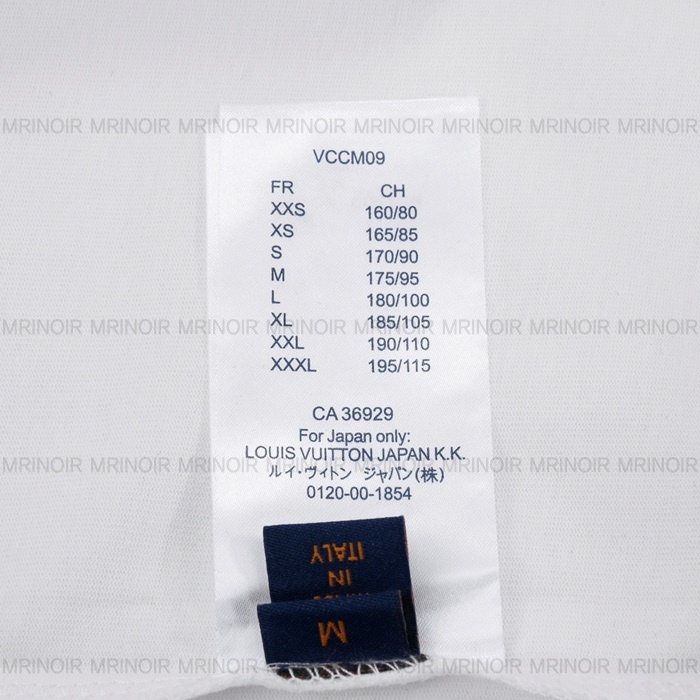 MRINOIR MRINOIR MRINOIR MRINOIR MRINOIR MRINOIR MRINOIR MRINOIR
VCCM09
FR CH
XXS 160/80
XS 165/85
S 170/90
M 175/95
L 180/100
MRINOIR MRINOIR MRINOIR MRINOIR MRINOIR MRINOIR MRINOIR MRINOIR
XL 185/105
XXL 190/110
XXXL 195/115
CA 36929
For Japan only:
LOUIS VUITTON JAPAN K.K.
MRINOIR MRINOIR MRINOIR MRINOIR MRINOIR MRINOIR MRINOIR MRINOIR
ルイ・ヴィトン ジャパン(株)
0120-00-1854
ITALY
IN
M
MRINOIR MRINOIR MRINOIR MRINOIR MRINOIR MRINOIR MRINOIR MRINOIR